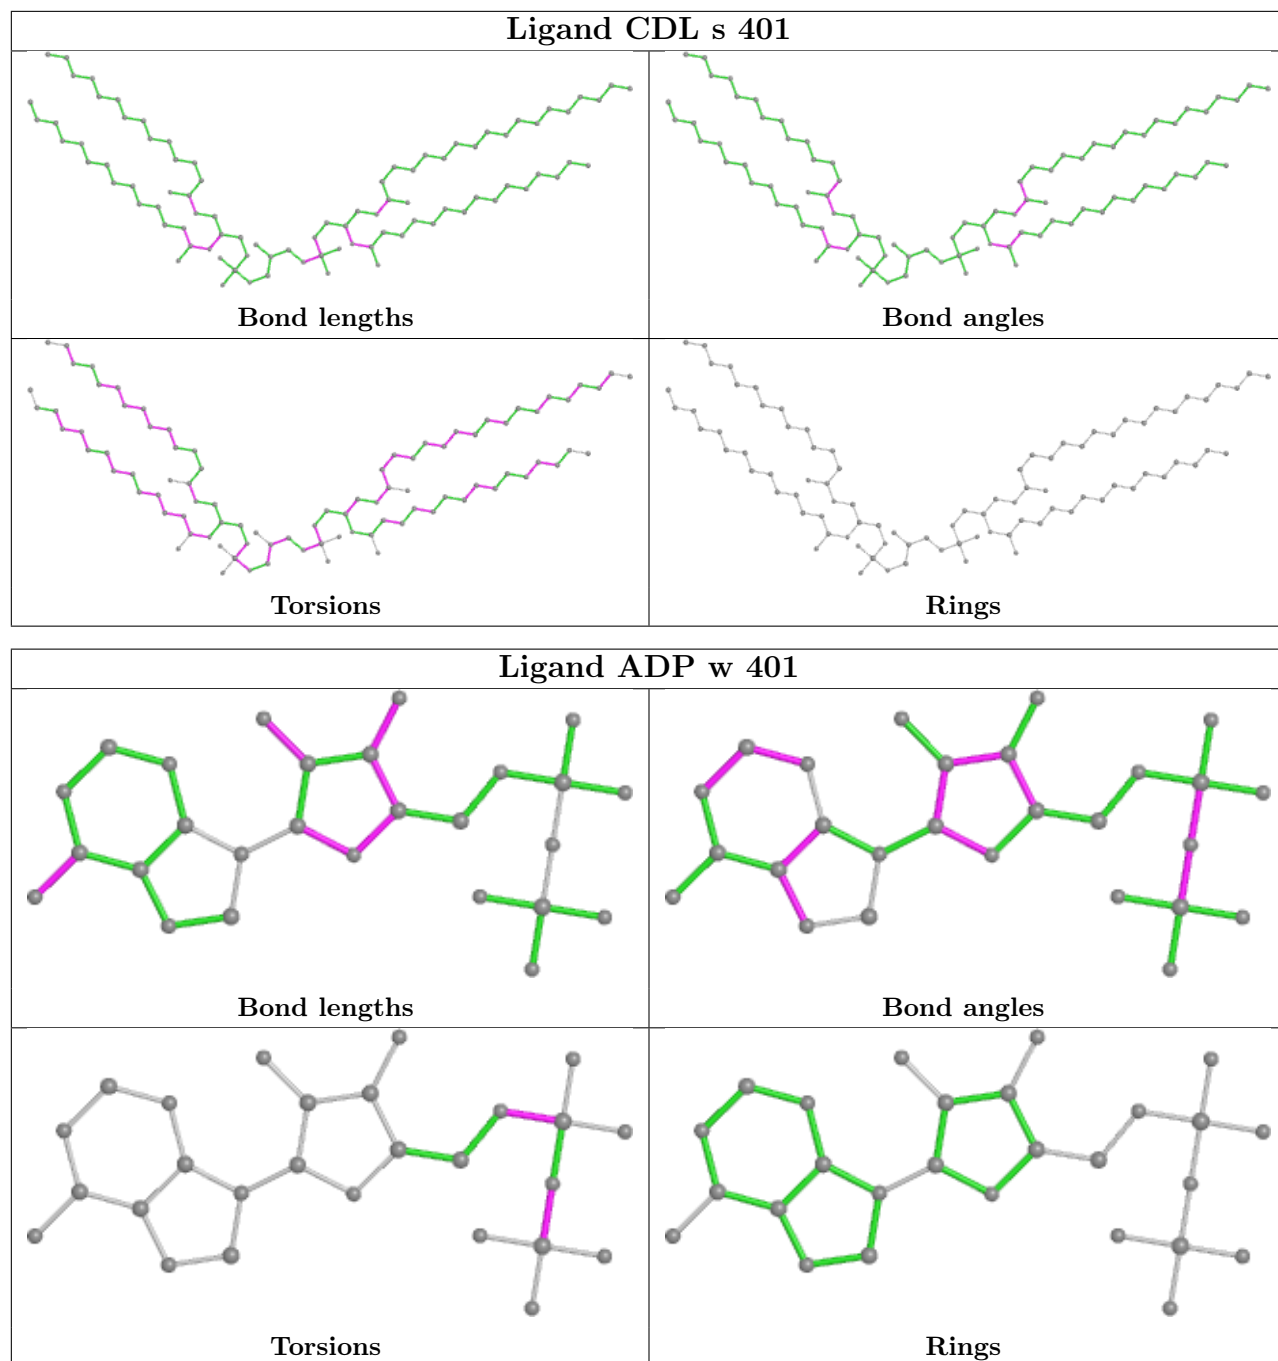 Ligand CDL s 401
Bond lengths
Bond angles
Torsions
Rings
Ligand ADP w 401
Bond lengths
Bond angles
Torsions
Rings